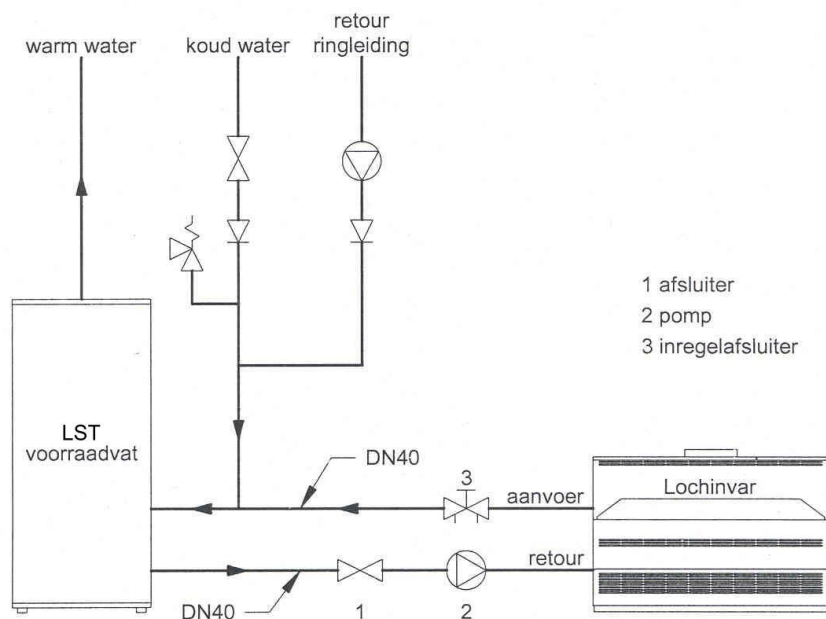 retour
warm water
koud water
ringleiding
1 afsluiter
2 pomp
3 inregelafsluiter
LST
voorraadvat
DN40
3
aanvoer
Lochinvar
retour
DN40
1
2